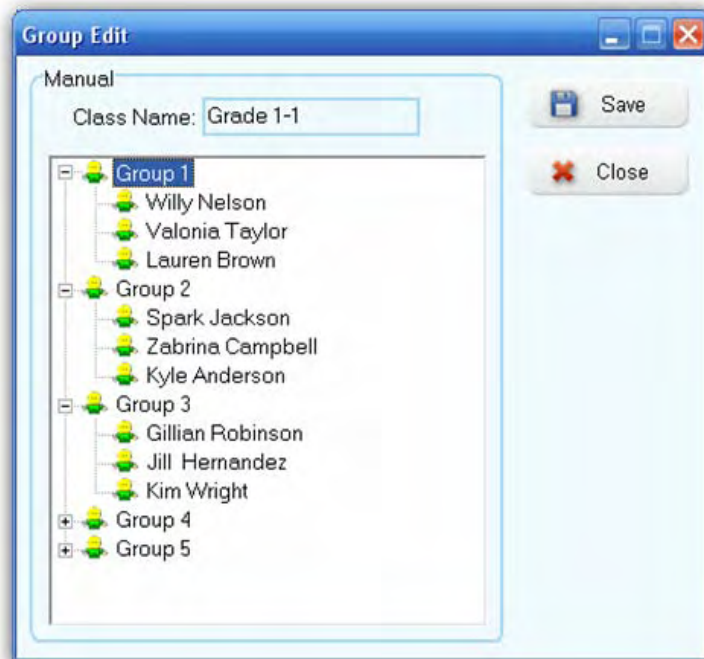 Group Edit
Manual
Class Name: Grade 1-1
Save
Close
Group 1
Willy Nelson
Valonia Taylor
Lauren Brown
Group 2
Spark Jackson
Zabrina Campbell
Kyle Anderson
Group 3
Gillian Robinson
Jill Hernandez
Kim Wright
Group 4
Group 5